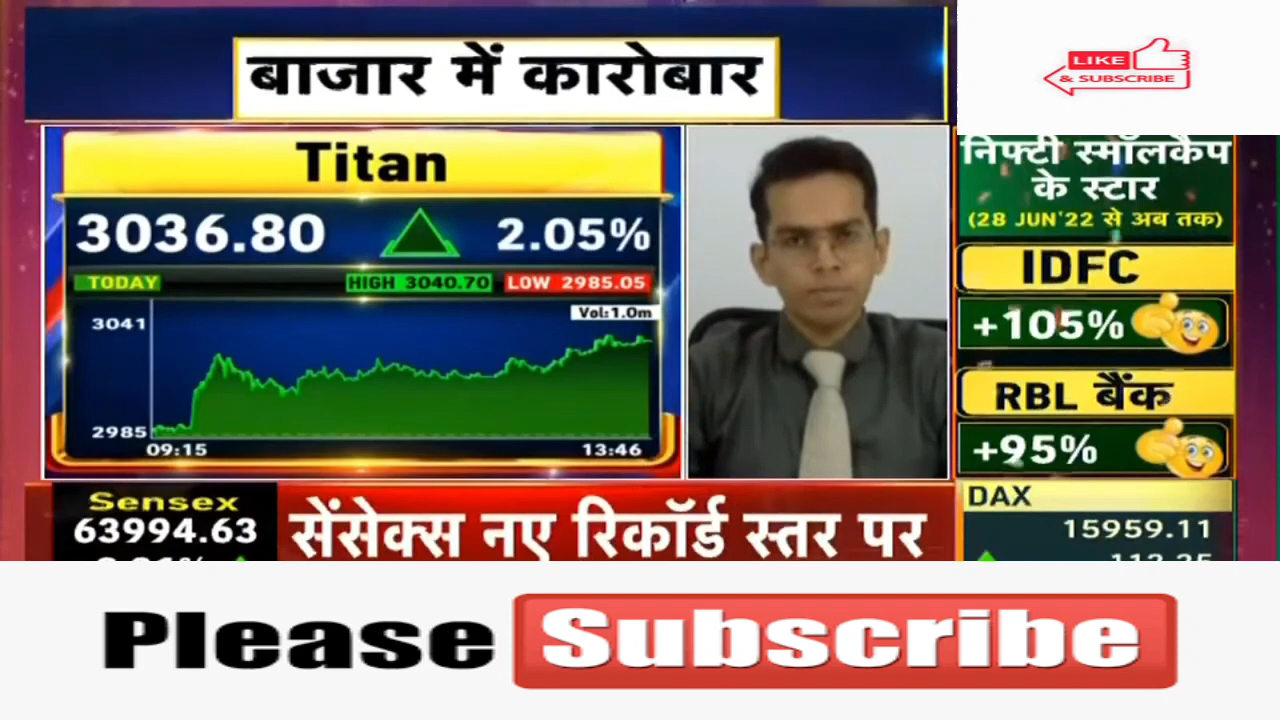 बाजार में कारोबार
LIKE
& SUBSCRIBE
Titan
3036.80 2.05%
TODAY HIGH 3040.70 LOW 2985.05
Vol:1.0m
3041
2985
09:15 13:46
निफ्टी स्मॉलकैप
के स्टार
(28 JUN'22 से अब तक)
IDFC
+105%
RBL बैंक
+95%
Sensex
63994.63
सेंसेक्स नए रिकॉर्ड स्तर पर
DAX
15959.11
Please Subscribe